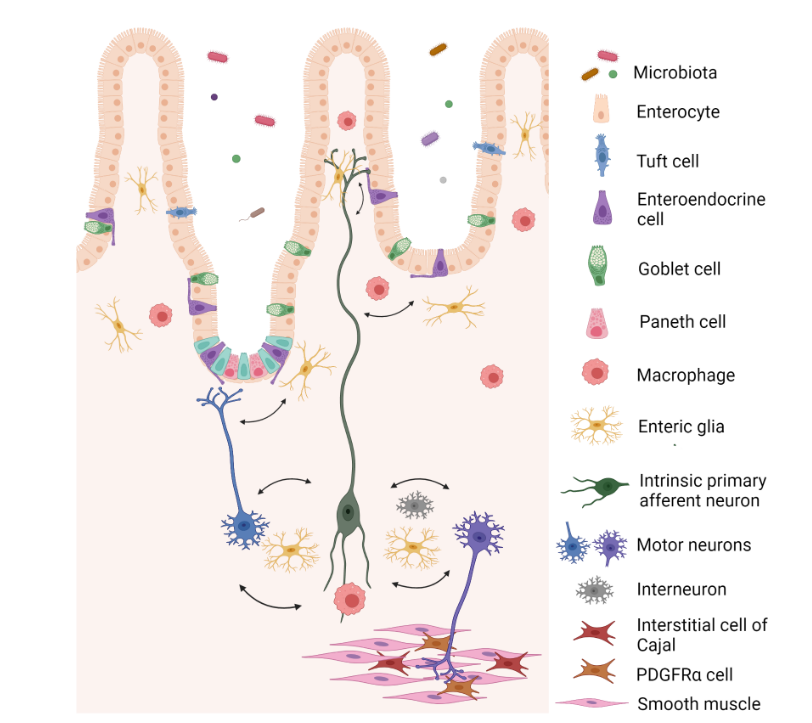 Microbiota
Enterocyte
Tuft cell
Enteroendocrine
cell
Goblet cell
Paneth cell
Macrophage
Enteric glia
Intrinsic primary
afferent neuron
Motor neurons
Interneuron
Interstitial cell of
Cajal
PDGFRα cell
Smooth muscle